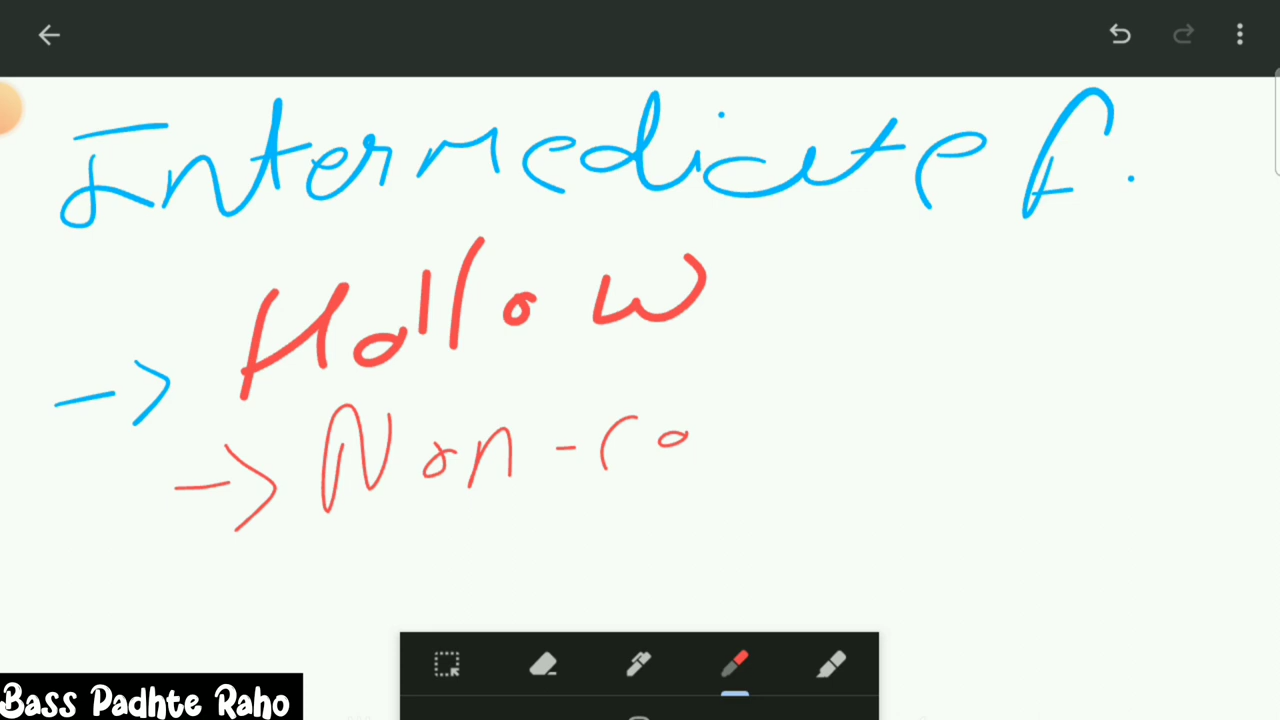 Intermediate f.
→ Hollow
→ Non-co
Bass Padhte Raho